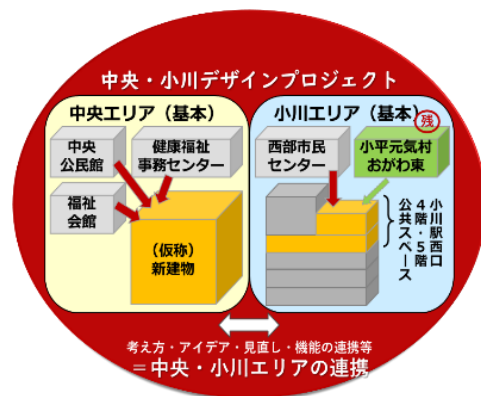 中央・小川デザインプロジェクト
中央エリア（基本）
中央
公民館
健康福祉
事務センター
福祉
会館
（仮称）
新建物
小川エリア（基本）
残
西部市民
センター
小平元気村
おがわ東
小川駅西口
4階・5階
公共スペース
考え方・アイデア・見直し・機能の連携等
＝中央・小川エリアの連携